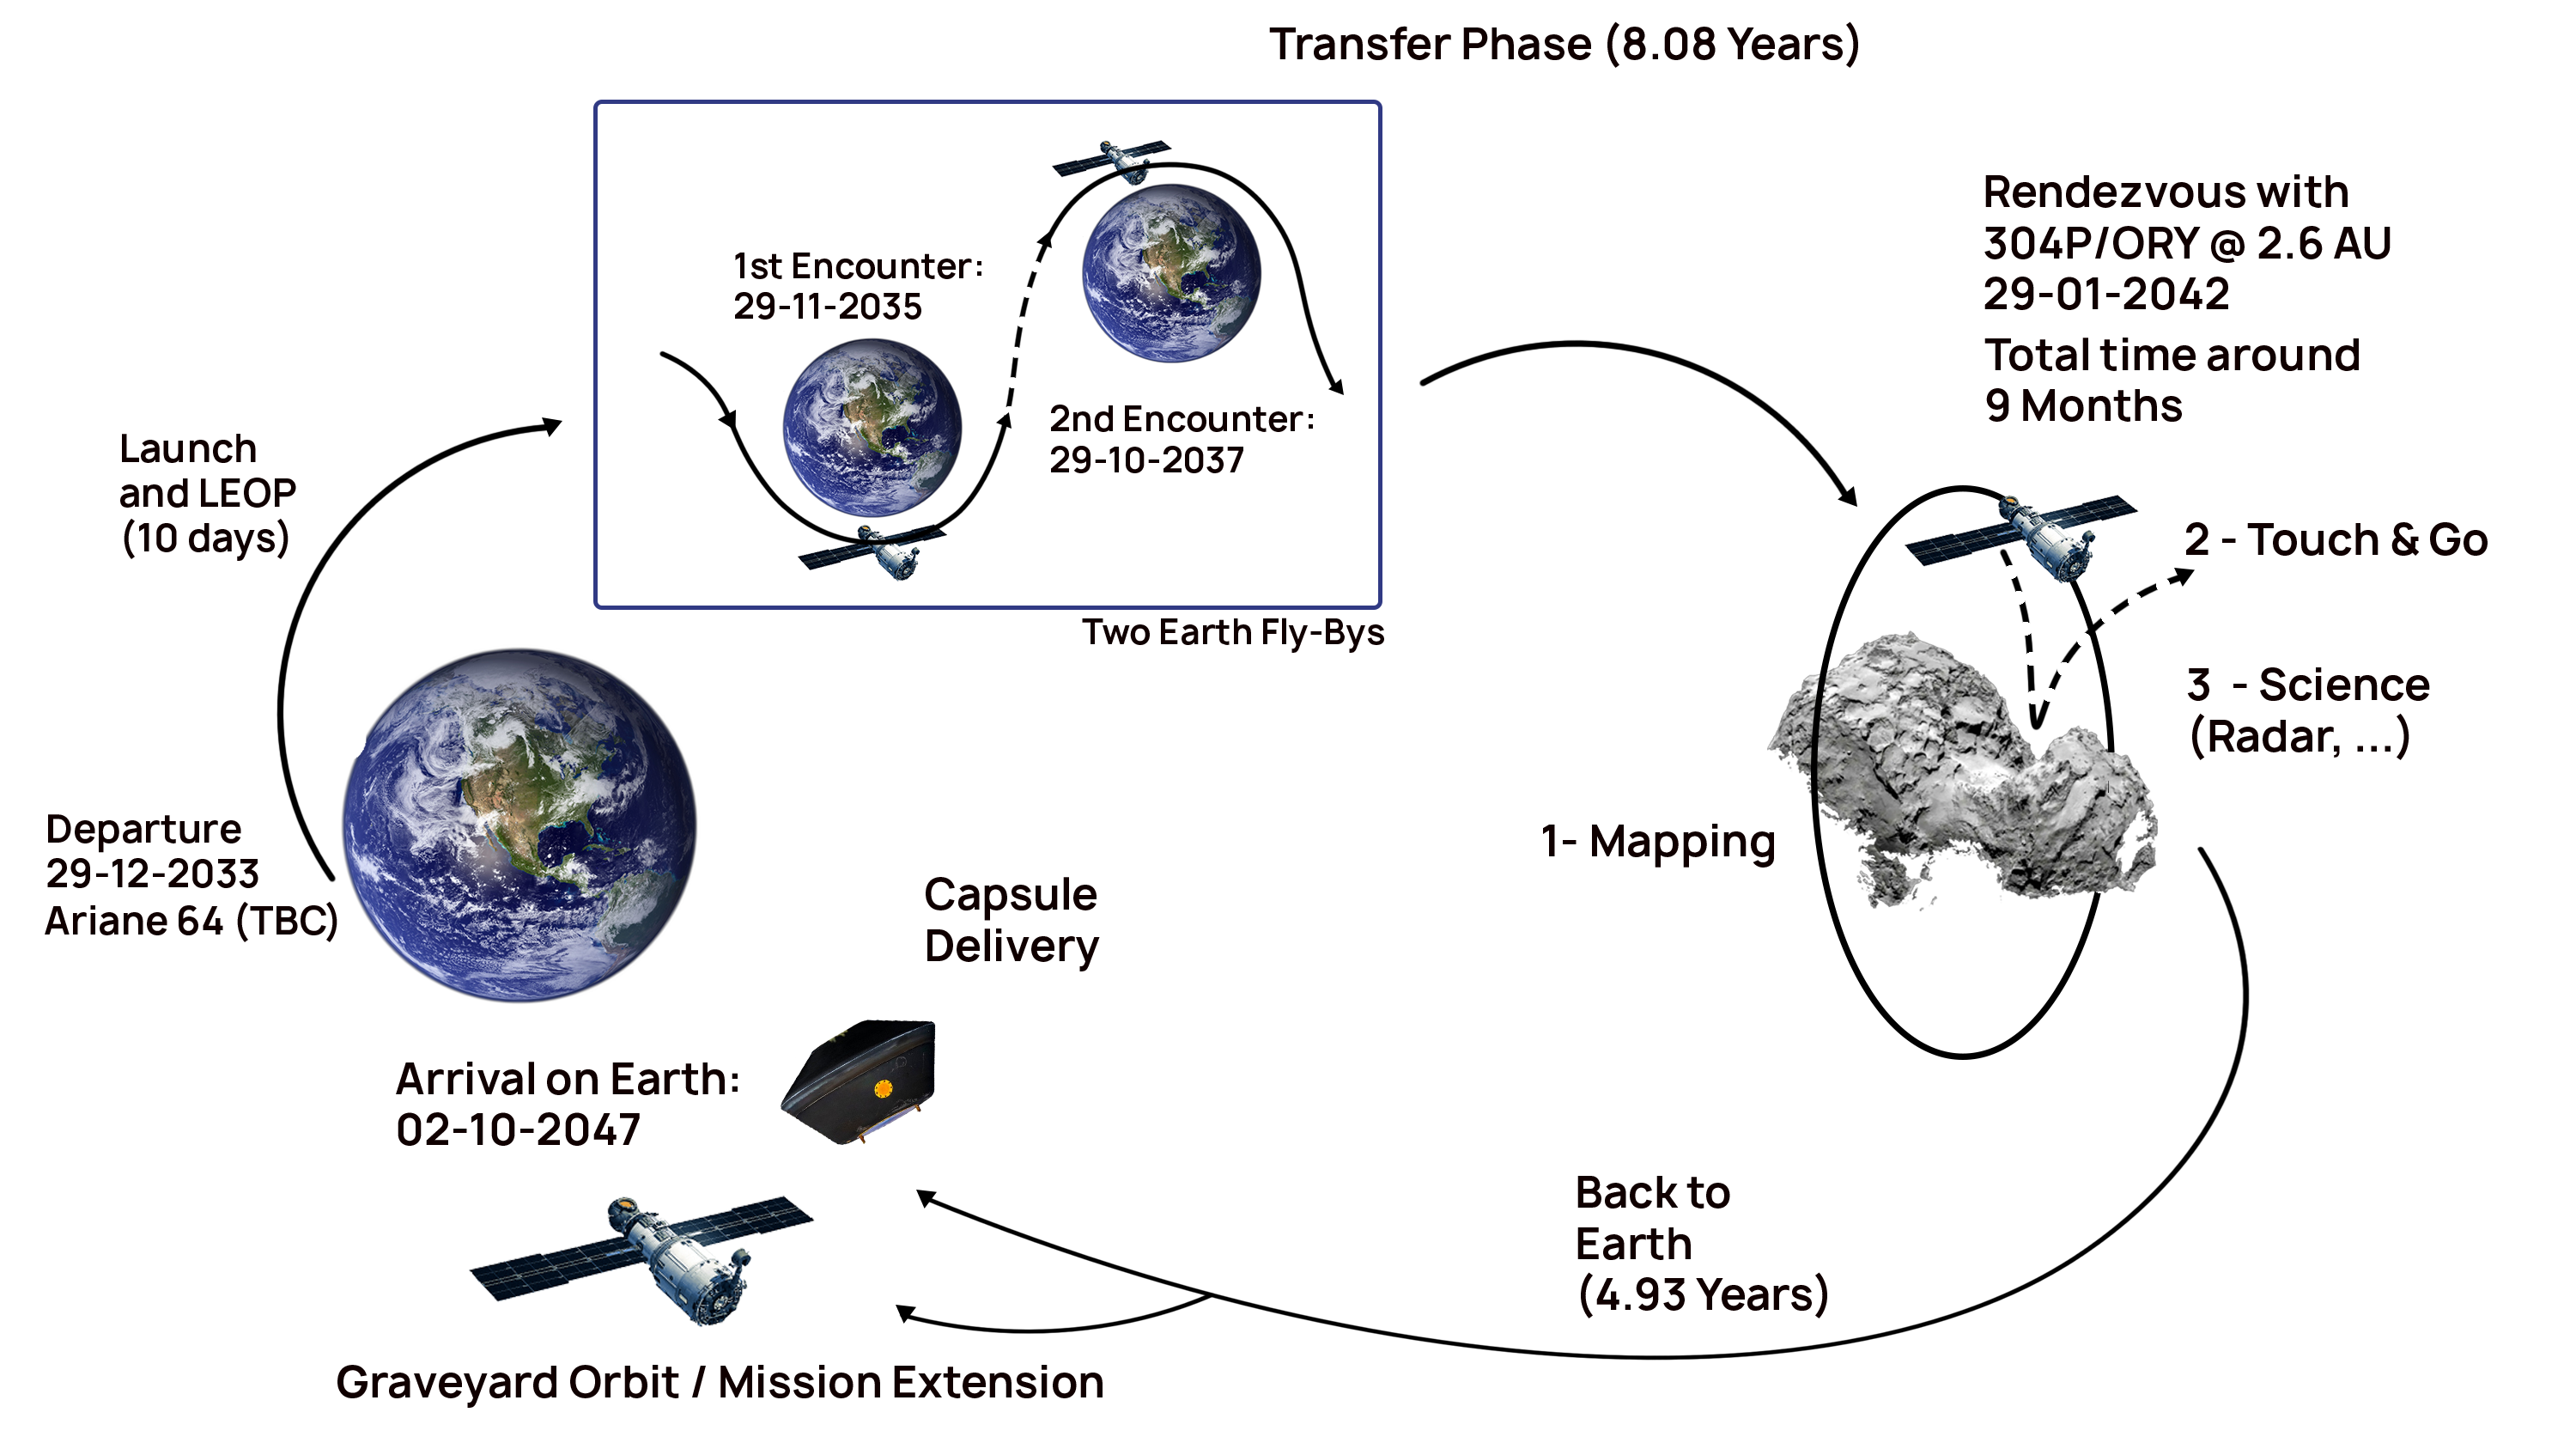 Transfer Phase (8.08 Years)
1st Encounter:
29-11-2035
2nd Encounter:
29-10-2037
Two Earth Fly-Bys
Launch
and LEOP
(10 days)
Departure
29-12-2033
Ariane 64 (TBC)
Rendezvous with
304P/ORY @ 2.6 AU
29-01-2042
Total time around
9 Months
2 - Touch & Go
3 - Science
(Radar, ...)
1- Mapping
Capsule
Delivery
Arrival on Earth:
02-10-2047
Back to
Earth
(4.93 Years)
Graveyard Orbit / Mission Extension